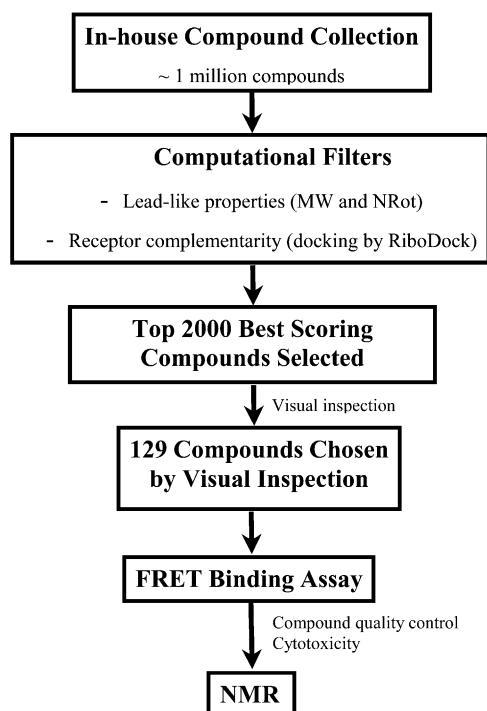 In-house Compound Collection
~ 1 million compounds
Computational Filters
- Lead-like properties (MW and NRot)
- Receptor complementarity (docking by RiboDock)
Top 2000 Best Scoring
Compounds Selected
Visual inspection
129 Compounds Chosen
by Visual Inspection
FRET Binding Assay
Compound quality control
Cytotoxicity
NMR